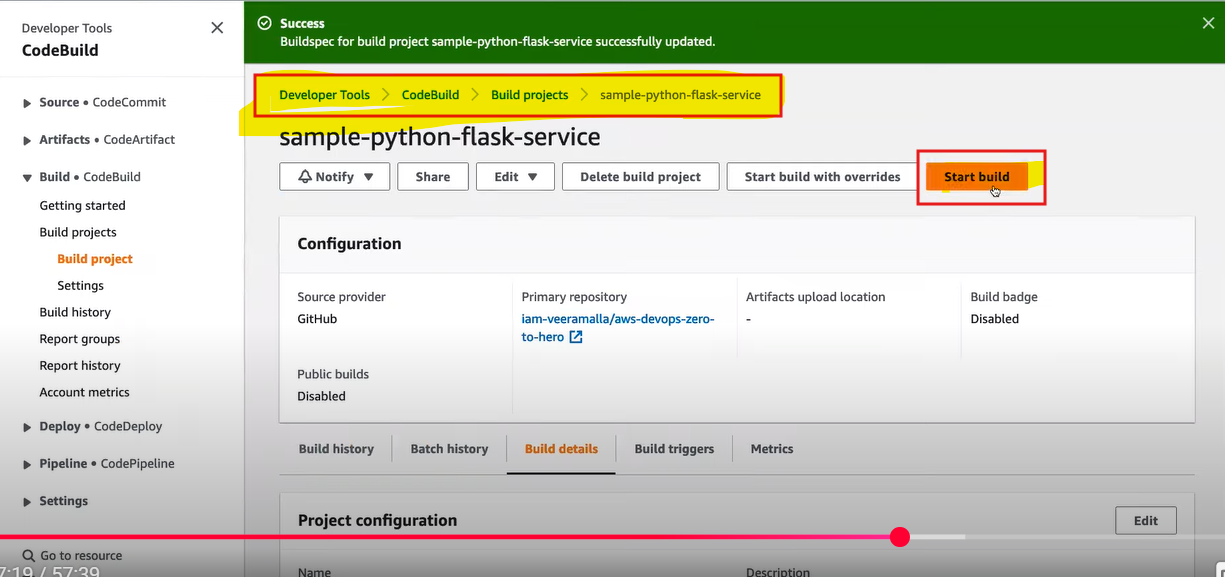 Developer Tools
CodeBuild
Source • CodeCommit
Artifacts • CodeArtifact
Build • CodeBuild
Getting started
Build projects
Build project
Settings
Build history
Report groups
Report history
Account metrics
Deploy • CodeDeploy
Pipeline • CodePipeline
Settings
Go to resource
Success
Buildspec for build project sample-python-flask-service successfully updated.
Developer Tools CodeBuild Build projects sample-python-flask-service
sample-python-flask-service
Notify Share Edit Delete build project Start build with overrides Start build
Configuration
Source provider
GitHub
Primary repository
iam-veeramalla/aws-devops-zero-
to-hero
Artifacts upload location
-
Build badge
Disabled
Public builds
Disabled
Build history Batch history Build details Build triggers Metrics
Project configuration Edit
Name Description
7:19 / 57:39